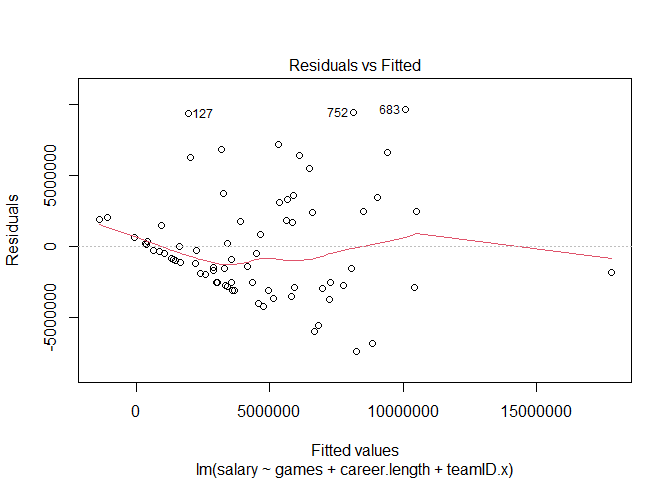 Residuals vs Fitted
Residuals
5000000
0
-5000000
127
752
683
0
5000000
10000000
15000000
Fitted values
lm(salary ~ games + career.length + teamID.x)